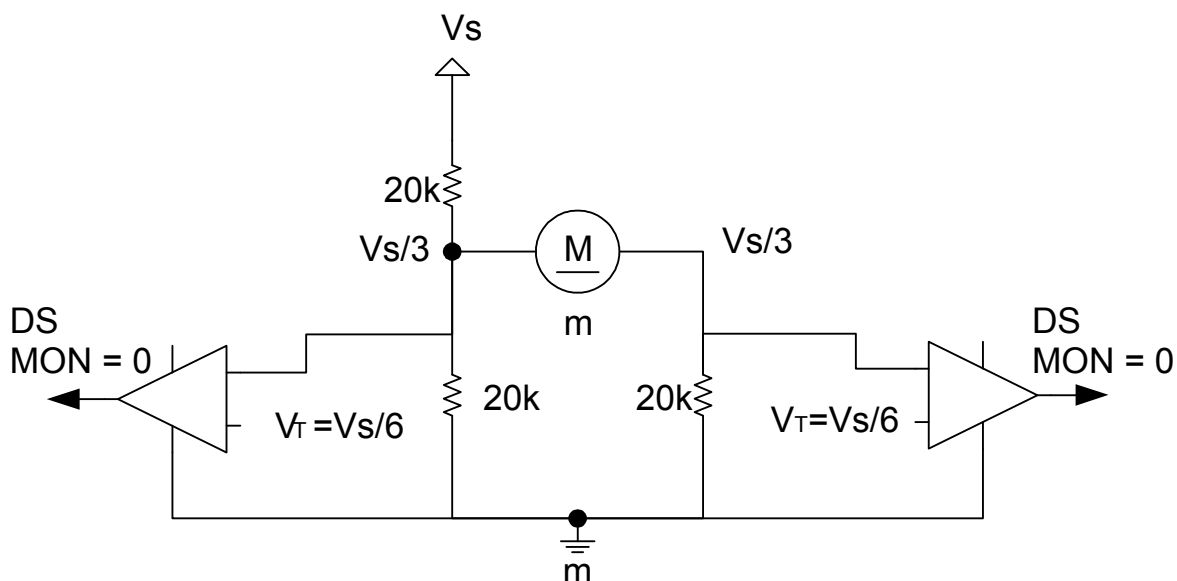 Vs
20k
Vs/3
M
Vs/3
m
DS
MON = 0
DS
MON = 0
20k
20k
VT =Vs/6
VT=Vs/6
m